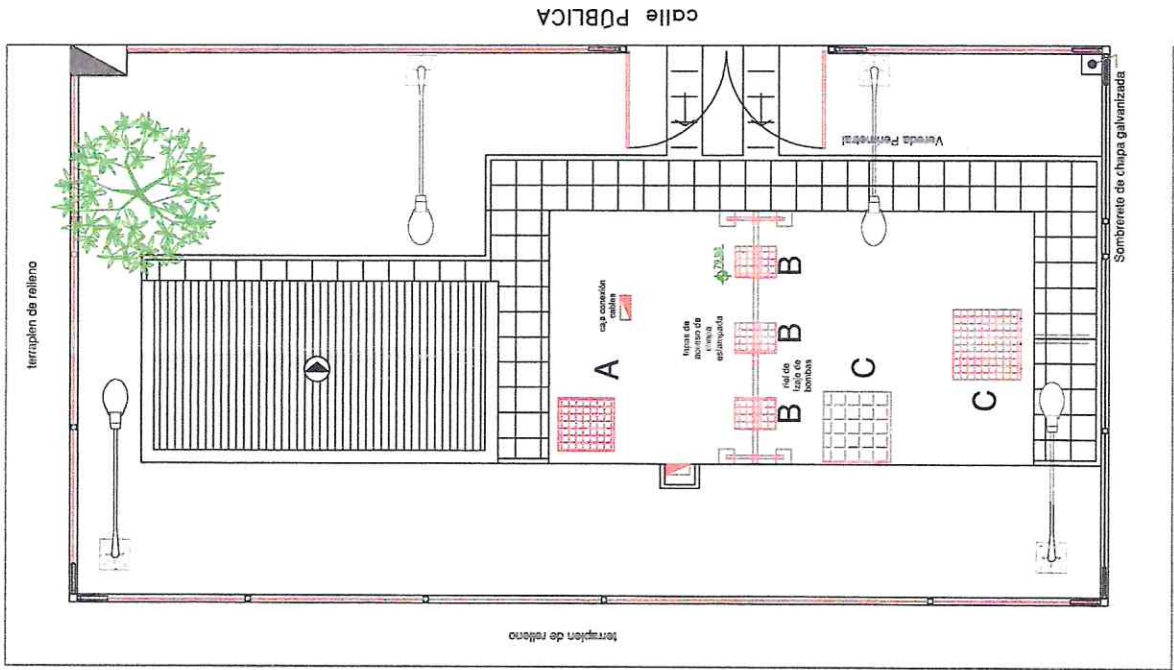 calle PÚBLICA
terraplen de relleno
Vereda Perimetral
Sombrerete de chapa galvanizada
caja conexión
cables
A
tapas de
acceso de
chapa
estampada
B
B
B
riel de
izaje de
bombas
C
C
terraplen de relleno